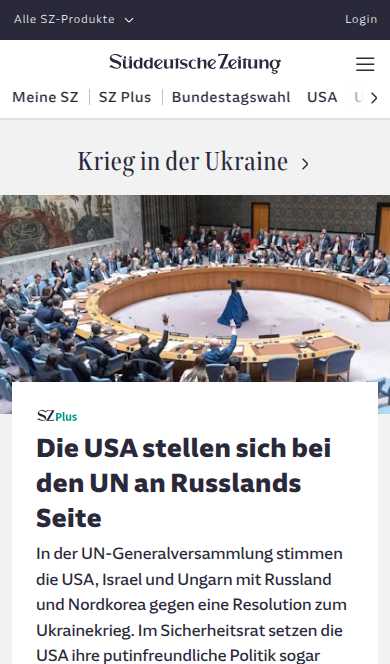 Alle SZ-Produkte Login
Süddeutsche Zeitung
Meine SZ SZ Plus Bundestagswahl USA
Krieg in der Ukraine
SZ Plus
Die USA stellen sich bei
den UN an Russlands
Seite
In der UN-Generalversammlung stimmen
die USA, Israel und Ungarn mit Russland
und Nordkorea gegen eine Resolution zum
Ukrainekrieg. Im Sicherheitsrat setzen die
USA ihre putinfreundliche Politik sogar